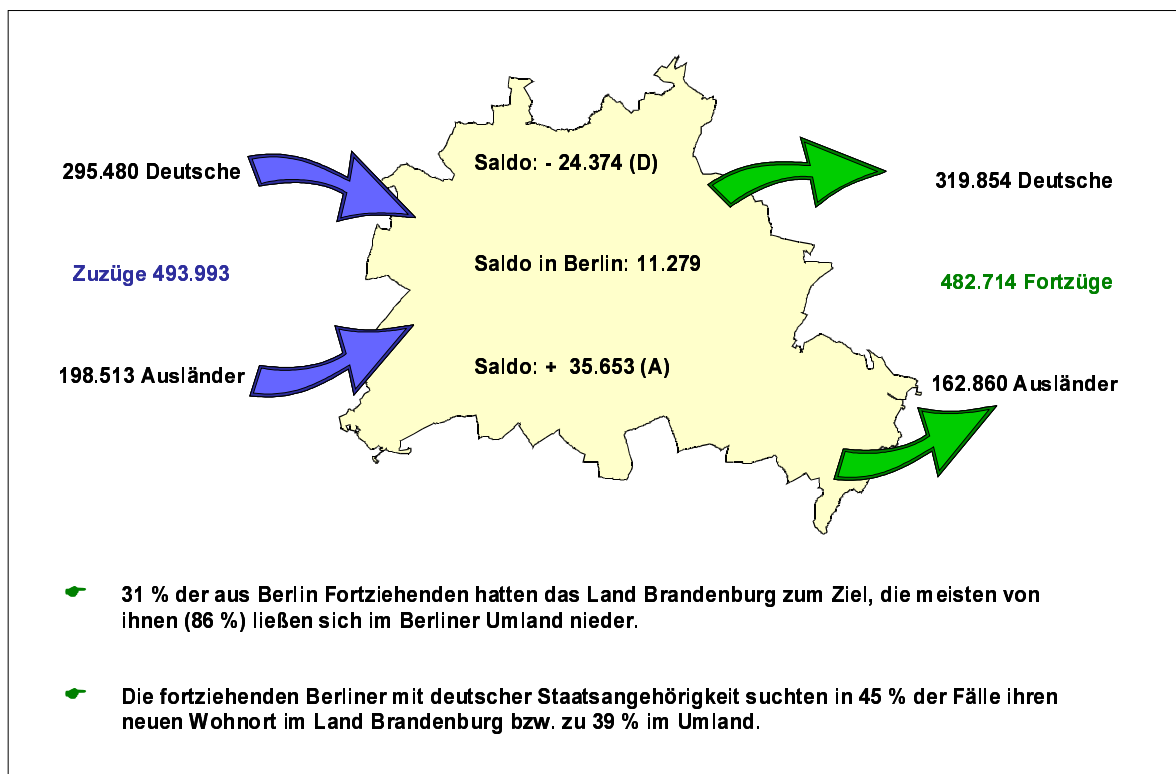 Saldo: - 24.374 (D)
295.480 Deutsche
319.854 Deutsche
Saldo in Berlin: 11.279
Zuzüge 493.993
482.714 Fortzüge
Saldo: + 35.653 (A)
198.513 Ausländer
162.860 Ausländer
31 % der aus Berlin Fortziehenden hatten das Land Brandenburg zum Ziel, die meisten von
ihnen (86 %) ließen sich im Berliner Umland nieder.
Die fortziehenden Berliner mit deutscher Staatsangehörigkeit suchten in 45 % der Fälle ihren
neuen Wohnort im Land Brandenburg bzw. zu 39 % im Umland.